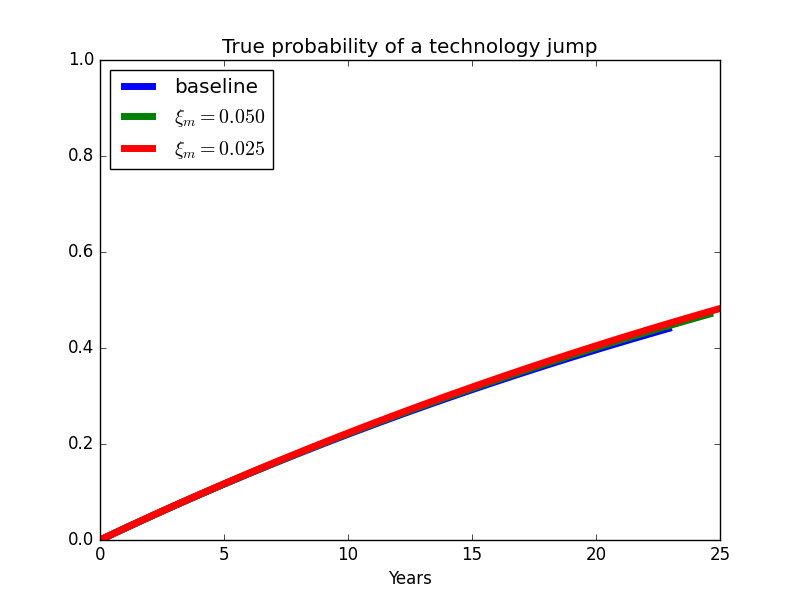 True probability of a technology jump
1.0
0.8
0.6
0.4
0.2
0.0
baseline
ξₘ = 0.050
ξₘ = 0.025
0 5 10 15 20 25
Years